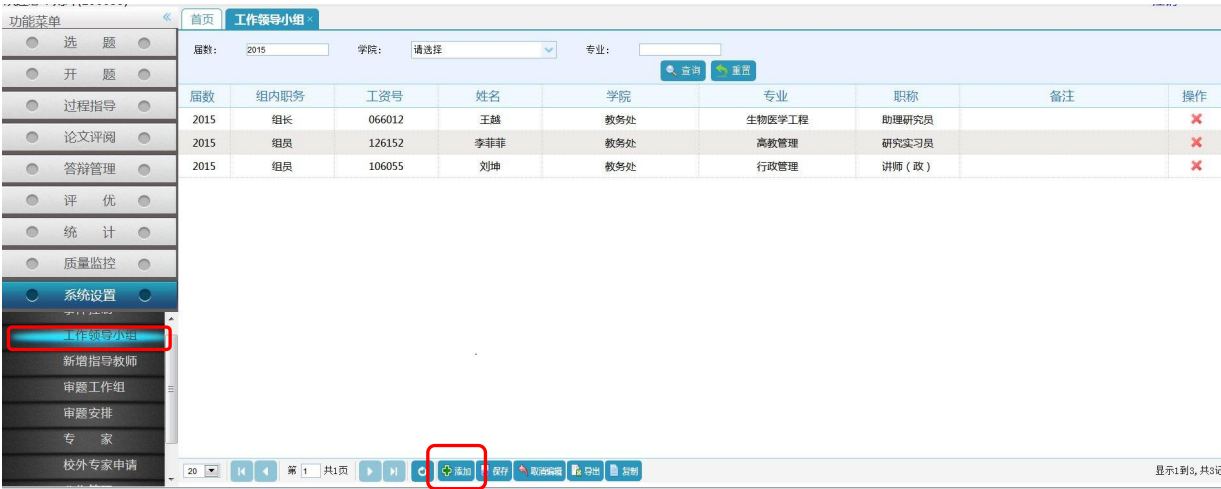 功能菜单
首页 工作领导小组
选 题
开 题
过程指导
论文评阅
答辩管理
评 优
统 计
质量监控
系统设置
工作领导小组
新增指导教师
审题工作组
审题安排
专 家
校外专家申请
届数: 2015 学院: 请选择 专业:
查询 重置
届数 组内职务 工资号 姓名 学院 专业 职称 备注 操作
2015 组长 066012 王越 教务处 生物医学工程 助理研究员
2015 组员 126152 李菲菲 教务处 高教管理 研究实习员
2015 组员 106055 刘坤 教务处 行政管理 讲师（政）
20 第 1 共1页 添加 保存 取消编辑 导出 复制 显示1到3, 共3记